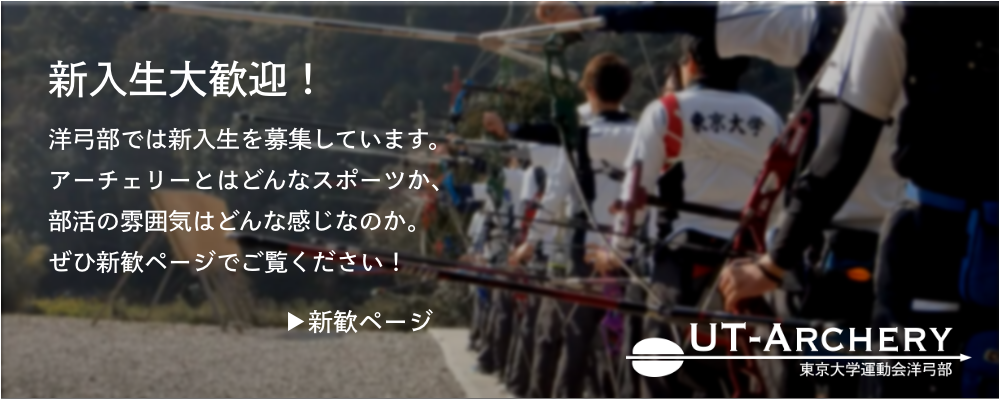 新入生大歓迎！
洋弓部では新入生を募集しています。
アーチェリーとはどんなスポーツか、
部活の雰囲気はどんな感じなのか。
ぜひ新歓ページでご覧ください！
▶新歓ページ
東京大学
UT-ARCHERY
東京大学運動会洋弓部